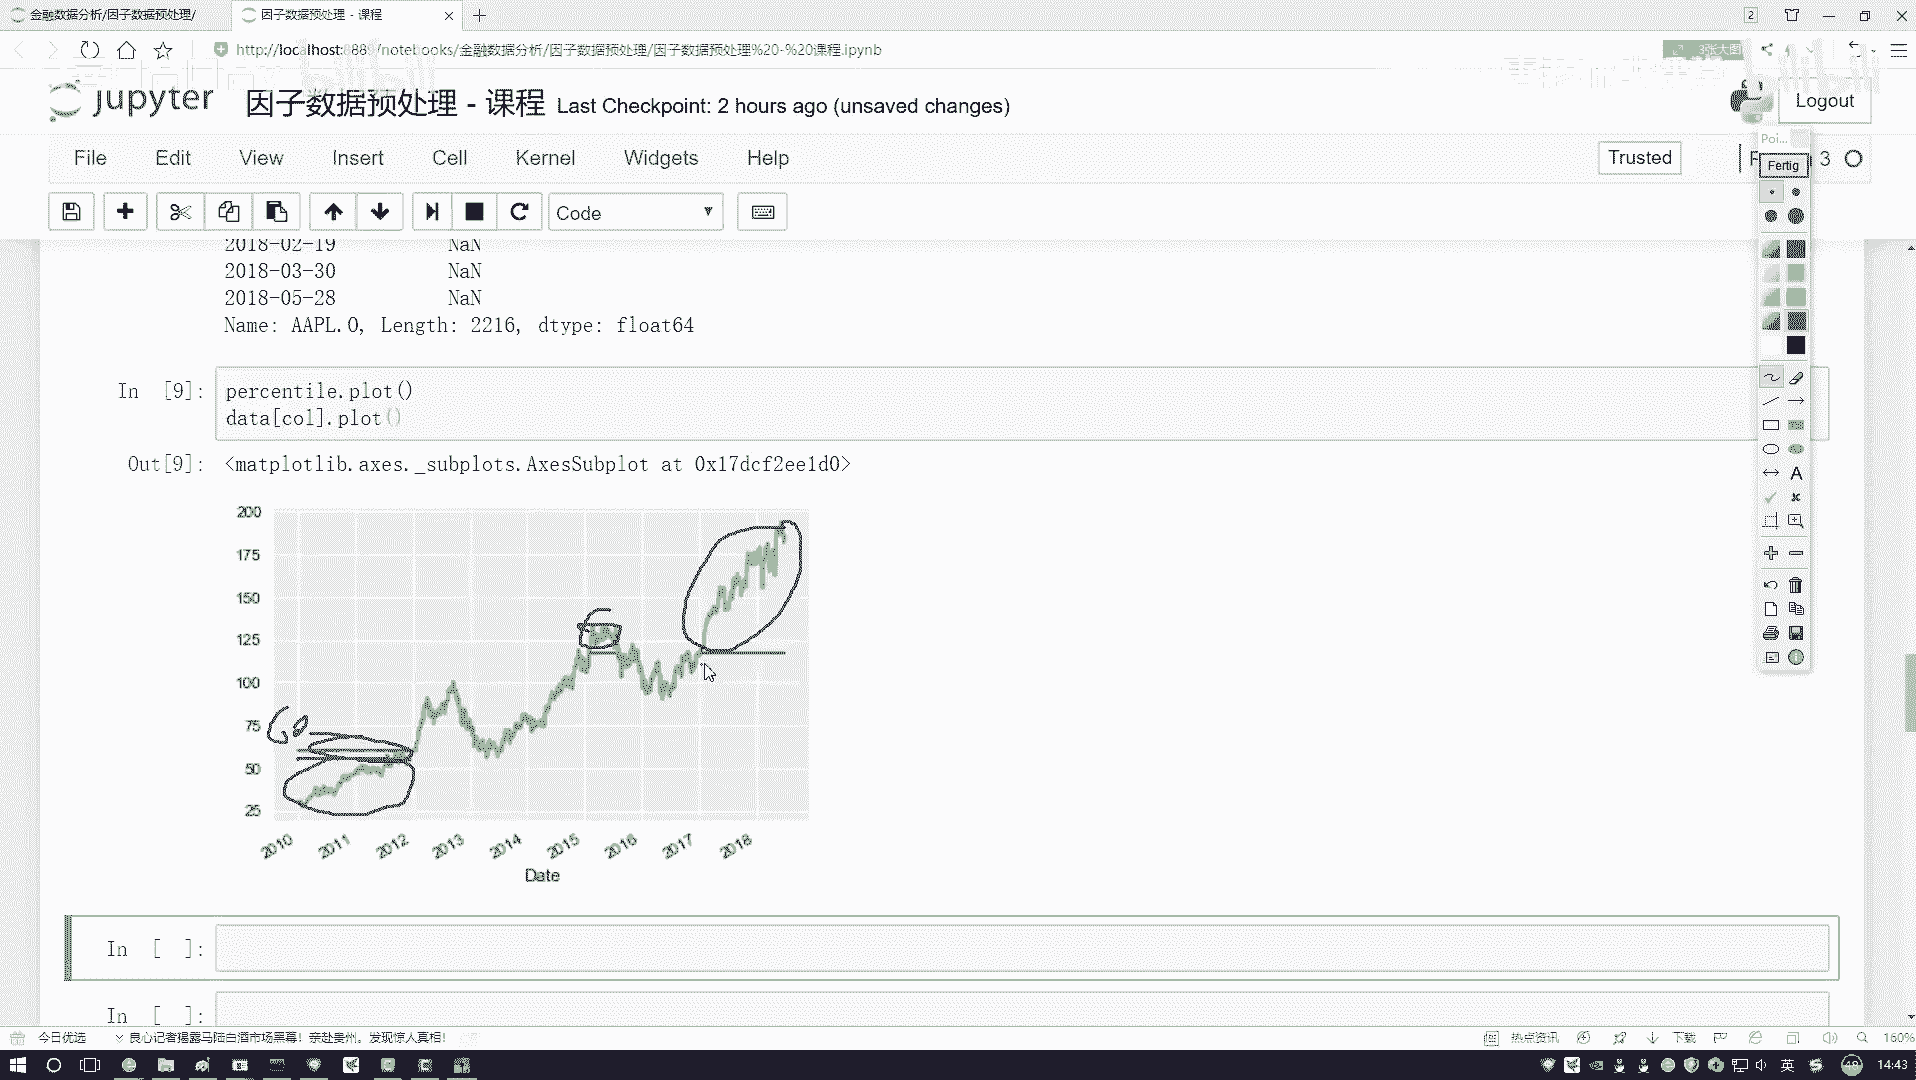 金融数据分析/因子数据预处理/
因子数据预处理 - 课程
2
http://localhost:888/notebooks/金融数据分析/因子数据预处理/因子数据预处理%20-%20课程.ipynb
3张大图
jupyter
因子数据预处理 - 课程 Last Checkpoint: 2 hours ago (unsaved changes)
Logout
Poi...
File Edit View Insert Cell Kernel Widgets Help
Trusted
3
Fertig
Code
2018-02-19 NaN
2018-03-30 NaN
2018-05-28 NaN
Name: AAPL.O, Length: 2216, dtype: float64
In [9]:
percentile.plot()
data[col].plot()
Out[9]:
<matplotlib.axes._subplots.AxesSubplot at 0x17dcf2ee1d0>
200
175
150
125
100
75
50
25
60
2010 2011 2012 2013 2014 2015 2016 2017 2018
Date
In [ ]:
In [ ]:
今日优选
良心记者揭露马陆白酒市场黑幕！亲赴贵州。发现惊人真相！
热点资讯
下载
160%
英
14:43